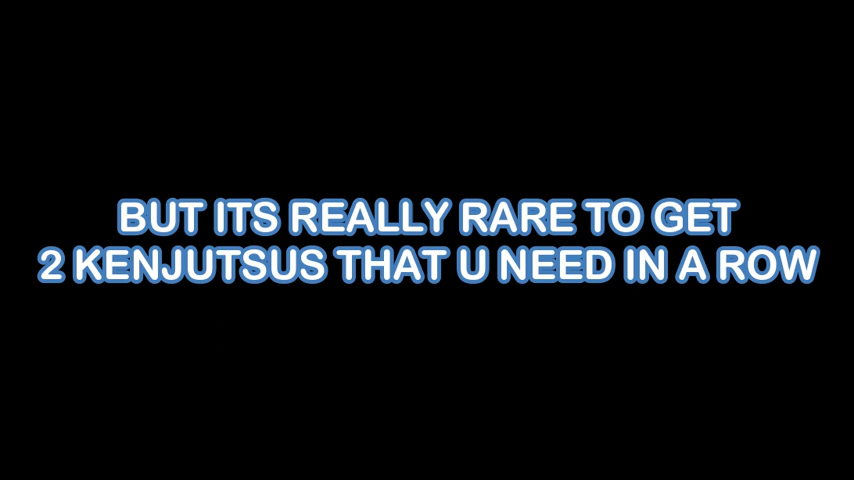 BUT ITS REALLY RARE TO GET
2 KENJUTSUS THAT U NEED IN A ROW